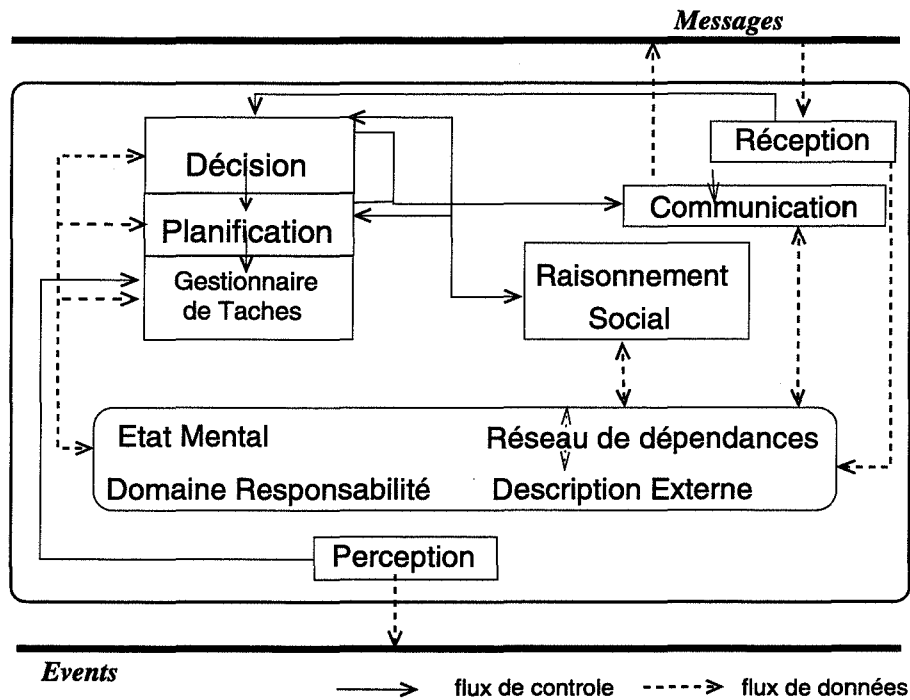 Messages
Réception
Décision
Communication
Planification
Raisonnement
Social
Gestionnaire
de Taches
Etat Mental
Réseau de dépendances
Domaine Responsabilité
Description Externe
Perception
Events
flux de controle
flux de données